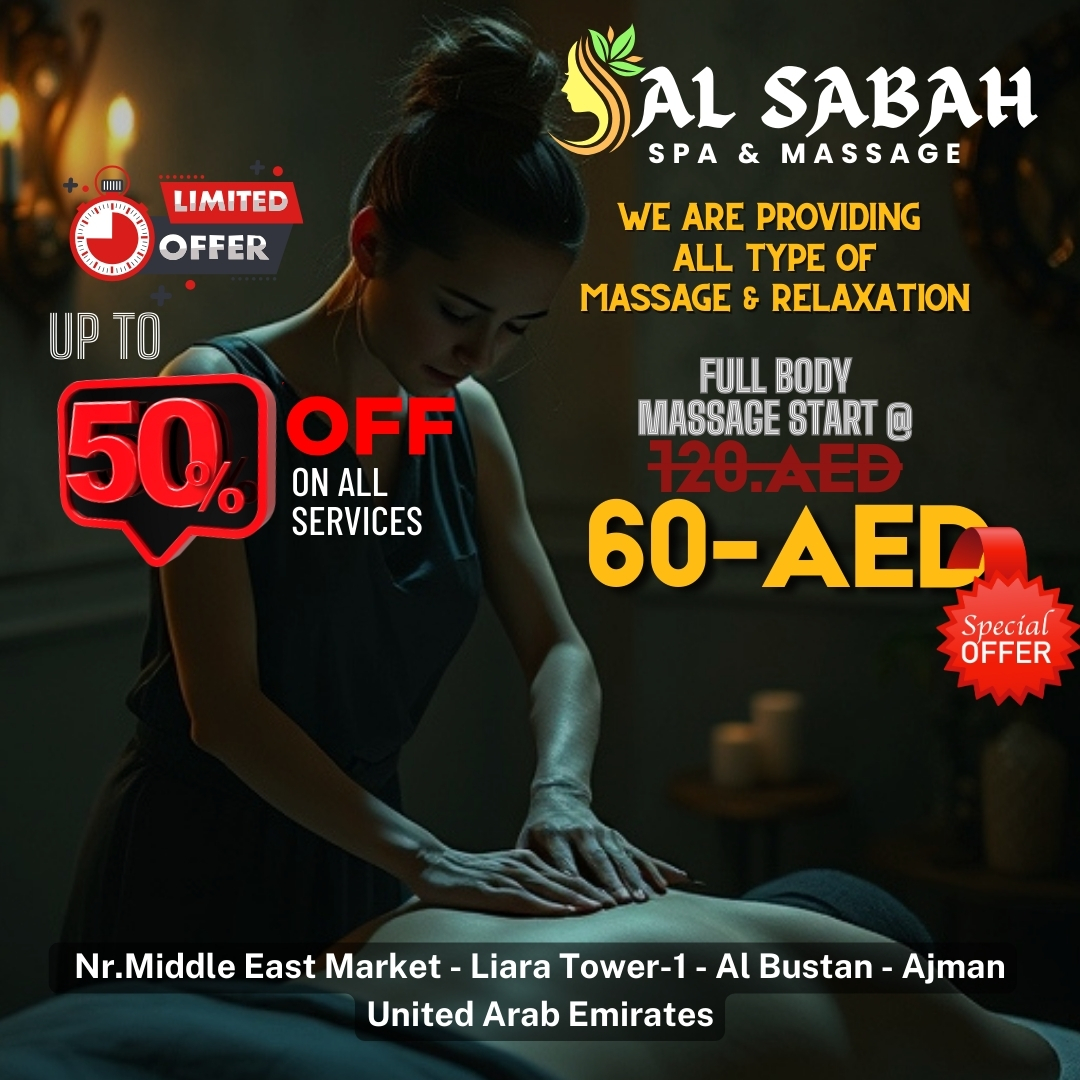 AL SABAH
SPA & MASSAGE
LIMITED
OFFER
WE ARE PROVIDING
ALL TYPE OF
MASSAGE & RELAXATION
UP TO
50%
OFF
ON ALL
SERVICES
FULL BODY
MASSAGE START @
120.AED
60-AED
Special
OFFER
Nr.Middle East Market - Liara Tower-1 - Al Bustan - Ajman
United Arab Emirates